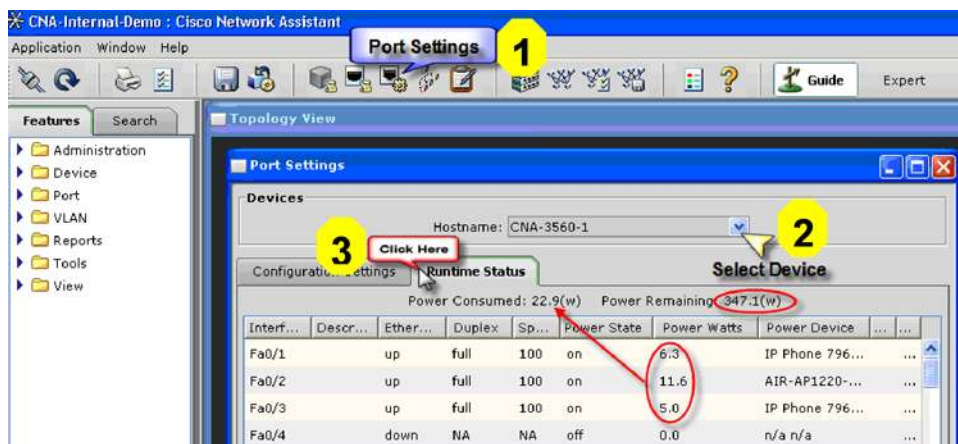 CNA-Internal-Demo : Cisco Network Assistant
Application Window Help
Port Settings 1
Guide Expert
Features Search
Topology View
Administration
Device
Port
VLAN
Reports
Tools
View
Port Settings
Devices
Hostname: CNA-3560-1
2
Select Device
3
Click Here
Configuration Settings Runtime Status
Power Consumed: 22.9(w) Power Remaining: 347.1(w)
Interf... Descr... Ether... Duplex Sp... Power State Power Watts Power Device ... ...
Fa0/1 up full 100 on 6.3 IP Phone 796... ...
Fa0/2 up full 100 on 11.6 AIR-AP1220-... ...
Fa0/3 up full 100 on 5.0 IP Phone 796... ...
Fa0/4 down NA NA off 0.0 n/a n/a ...